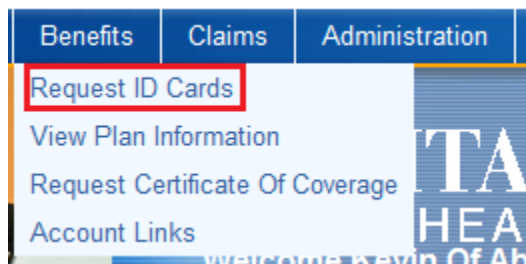 Benefits Claims Administration
Request ID Cards
View Plan Information
Request Certificate Of Coverage
Account Links